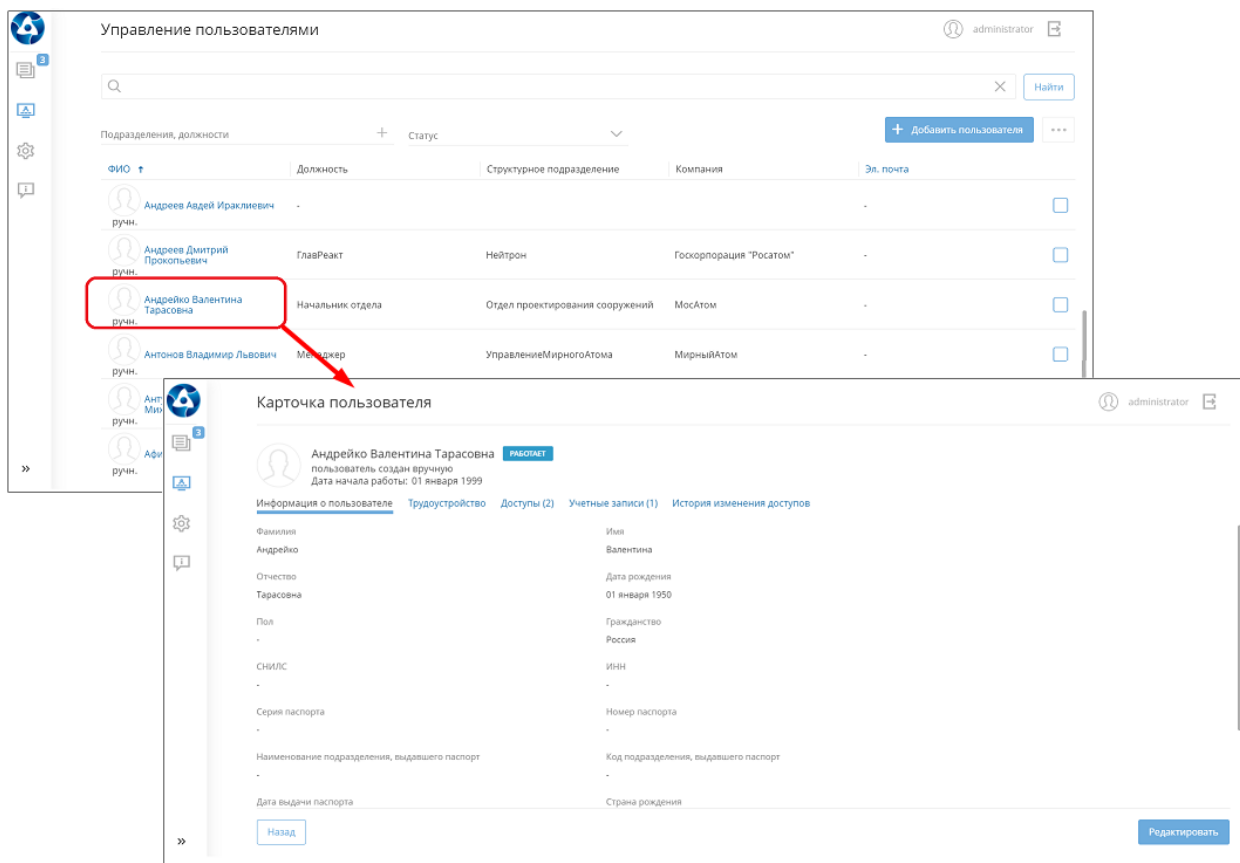 Управление пользователями
administrator
3
Найти
Подразделения, должности
Статус
Добавить пользователя
ФИО Должность Структурное подразделение Компания Эл. почта
Андреев Авдей Ираклиевич - -
ручн.
Андреев Дмитрий Прокопьевич ГлавРеакт Нейтрон Госкорпорация "Росатом" -
ручн.
Андрейко Валентина Тарасовна Начальник отдела Отдел проектирования сооружений МосАтом -
ручн.
Антонов Владимир Львович Менеджер УправлениеМирногоАтома МирныйАтом -
ручн.
Ант
Мих
ручн.
Афи
ручн.
»
Карточка пользователя
administrator
3
Андрейко Валентина Тарасовна РАБОТАЕТ
пользователь создан вручную
Дата начала работы: 01 января 1999
Информация о пользователе Трудоустройство Доступы (2) Учетные записи (1) История изменения доступов
Фамилия Имя
Андрейко Валентина
Отчество Дата рождения
Тарасовна 01 января 1950
Пол Гражданство
- Россия
СНИЛС ИНН
- -
Серия паспорта Номер паспорта
- -
Наименование подразделения, выдавшего паспорт Код подразделения, выдавшего паспорт
- -
Дата выдачи паспорта Страна рождения
Назад Редактировать
»